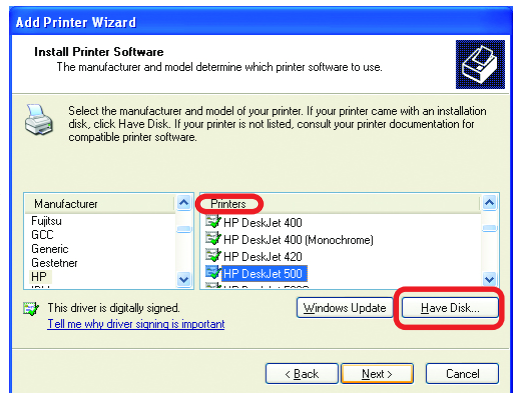 Add Printer Wizard
Install Printer Software
The manufacturer and model determine which printer software to use.
Select the manufacturer and model of your printer. If your printer came with an installation
disk, click Have Disk. If your printer is not listed, consult your printer documentation for
compatible printer software.
Manufacturer
Fujitsu
GCC
Generic
Gestetner
HP
Printers
HP DeskJet 400
HP DeskJet 400 (Monochrome)
HP DeskJet 420
HP DeskJet 500
This driver is digitally signed.
Tell me why driver signing is important
Windows Update
Have Disk...
< Back
Next >
Cancel